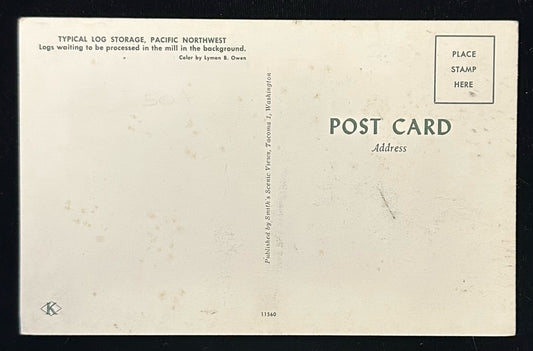 TYPICAL LOG STORAGE, PACIFIC NORTHWEST
Logs waiting to be processed in the mill in the background.
Color by Lyman B. Owen
Published by Smith's Scenic Views, Tacoma 1, Washington
PLACE
STAMP
HERE
POST CARD
Address
K
11560